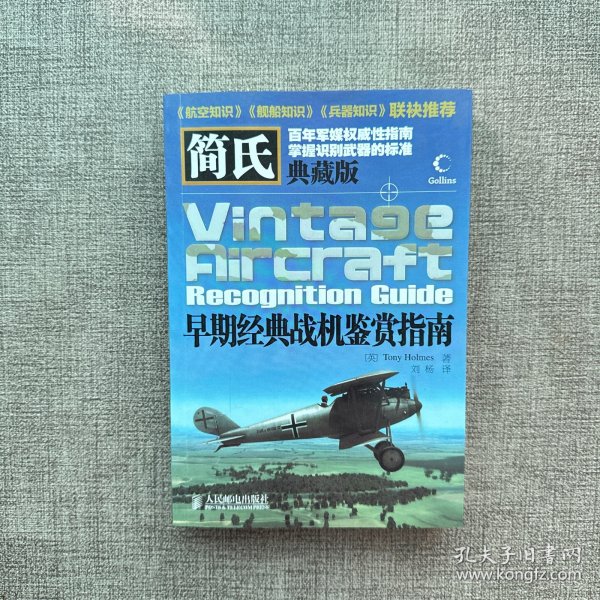 《航空知识》《舰船知识》《兵器知识》联袂推荐
简氏
百年军媒权威性指南
掌握识别武器的标准
典藏版
Collins
Vintage
Aircraft
Recognition Guide
早期经典战机鉴赏指南
[英] Tony Holmes 著
刘杨 译
人民邮电出版社
POSTS & TELECOM PRESS
孔夫子旧书网
www.kongfz.com